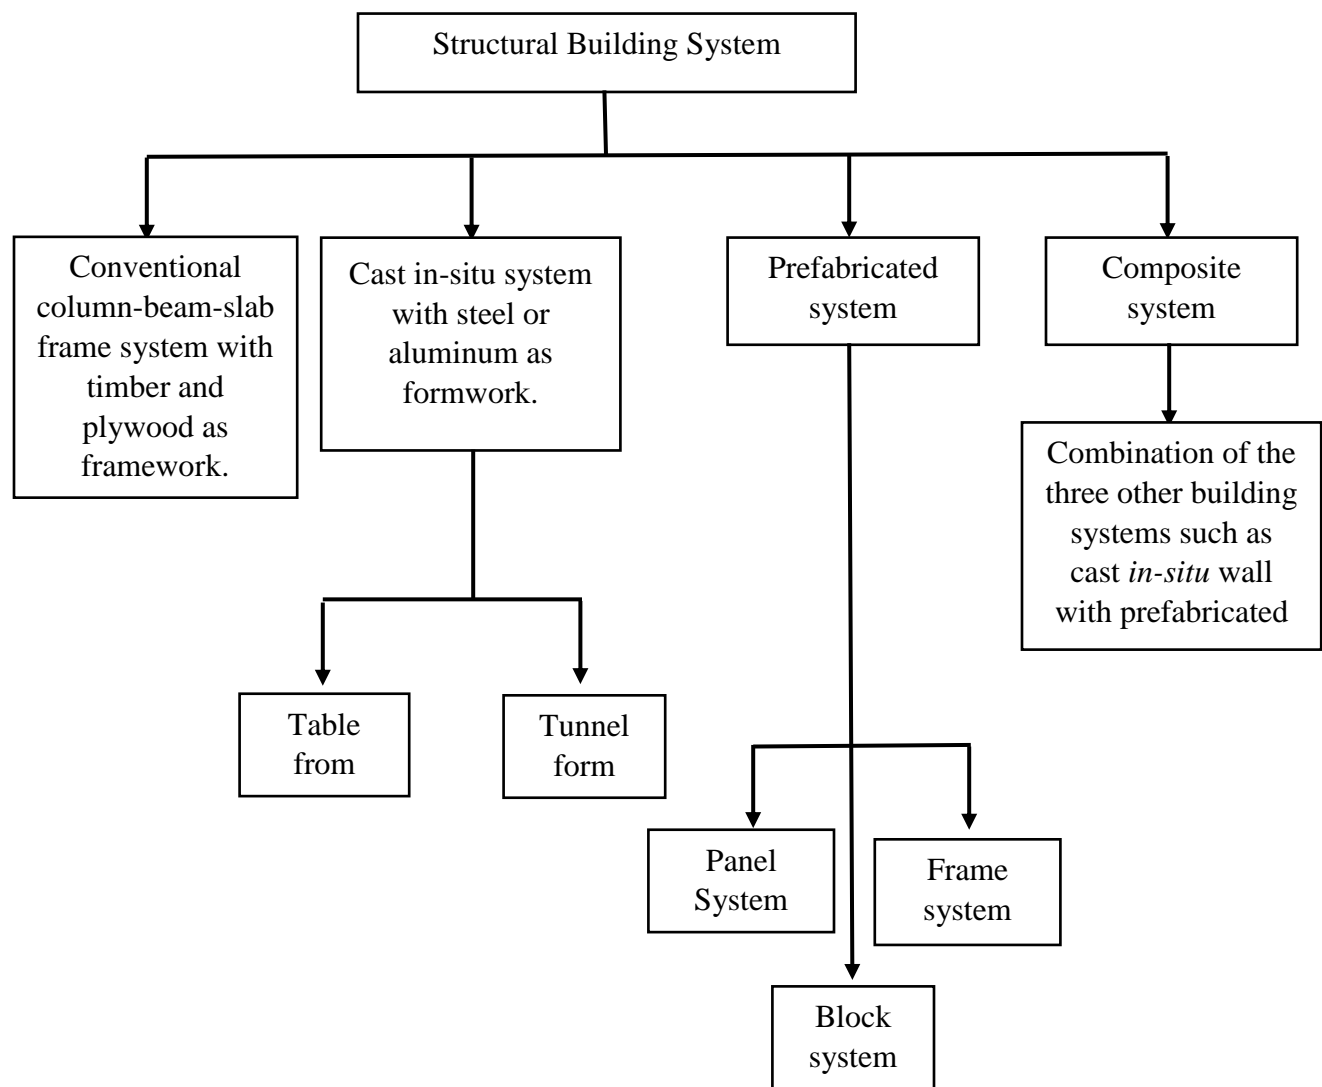 Structural Building System
Conventional
column-beam-slab
frame system with
timber and
plywood as
framework.
Cast in-situ system
with steel or
aluminum as
formwork.
Prefabricated
system
Composite
system
Combination of the
three other building
systems such as
cast in-situ wall
with prefabricated
Table
from
Tunnel
form
Panel
System
Frame
system
Block
system